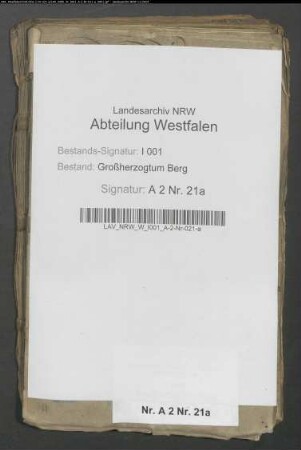 Landesarchiv NRW
Abteilung Westfalen
Bestands-Signatur: I 001
Bestand: Großherzogtum Berg
Signatur: A 2 Nr. 21a
LAV_NRW_W_I001_A-2-Nr-021-a
Nr. A 2 Nr. 21a